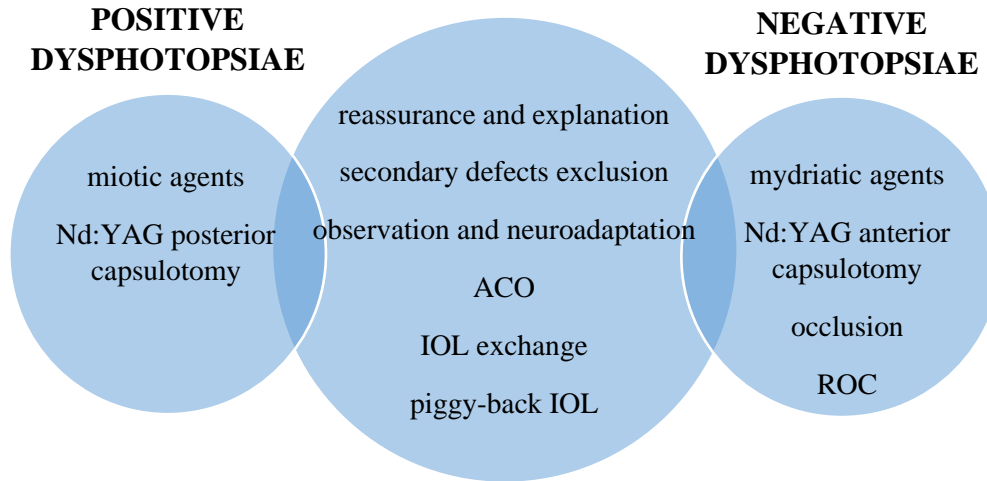 POSITIVE
DYSPHOTOPSIAE
miotic agents
Nd:YAG posterior
capsulotomy
reassurance and explanation
secondary defects exclusion
observation and neuroadaptation
ACO
IOL exchange
piggy-back IOL
NEGATIVE
DYSPHOTOPSIAE
mydriatic agents
Nd:YAG anterior
capsulotomy
occlusion
ROC